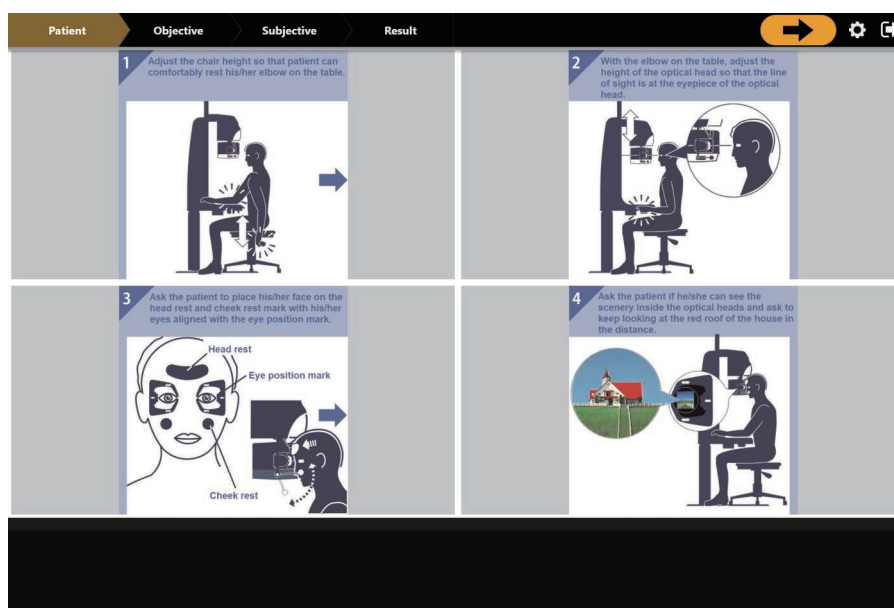 Patient
Objective
Subjective
Result
1
Adjust the chair height so that patient can
comfortably rest his/her elbow on the table.
2
With the elbow on the table, adjust the
height of the optical head so that the line
of sight is at the eyepiece of the optical
head.
3
Ask the patient to place his/her face on the
head rest and cheek rest mark with his/her
eyes aligned with the eye position mark.
Head rest
Eye position mark
Cheek rest
4
Ask the patient if he/she can see the
scenery inside the optical heads and ask to
keep looking at the red roof of the house in
the distance.